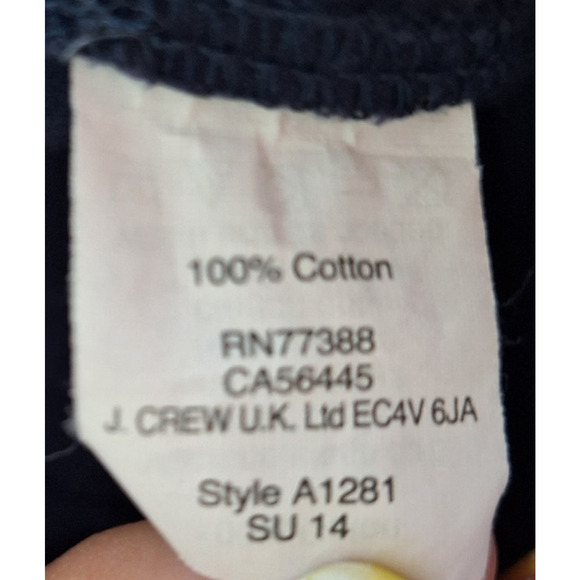 100% Cotton
RN77388
CA56445
J. CREW U.K. Ltd EC4V 6JA
Style A1281
SU 14